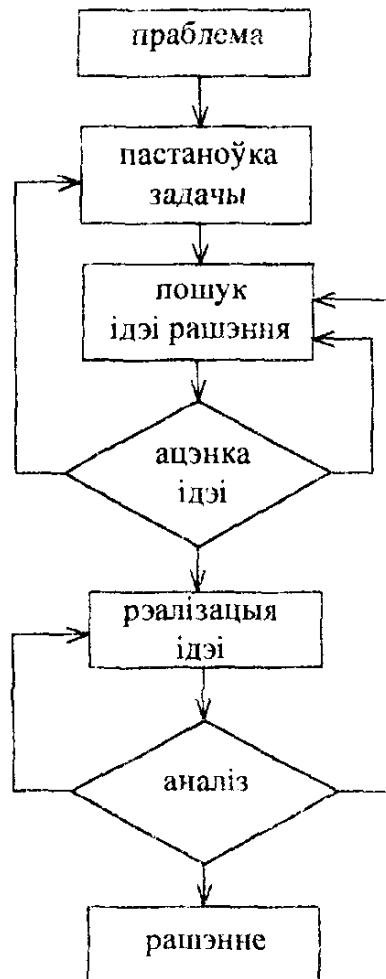 праблема
пастаноўка
задачы
пошук
ідэі рашэння
ацэнка
ідэі
рэалізацыя
ідэі
аналіз
рашэнне